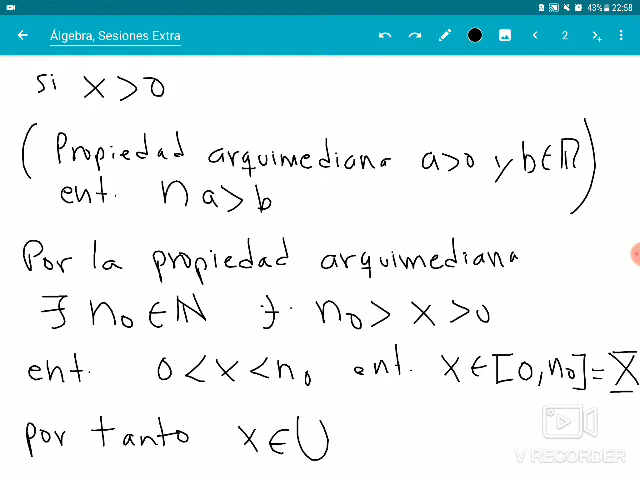 43% 22:58
Álgebra, Sesiones Extra
2
si x > 0
(Propiedad arquimediana a>0 y b∈ℝ
ent. n a > b)
Por la propiedad arquimediana
∃ n₀ ∈ ℕ ∋· n₀ > x > 0
ent. 0 < x < n₀ ent. x ∈ [0, n₀] = X
por tanto x ∈ ⋃
V RECORDER